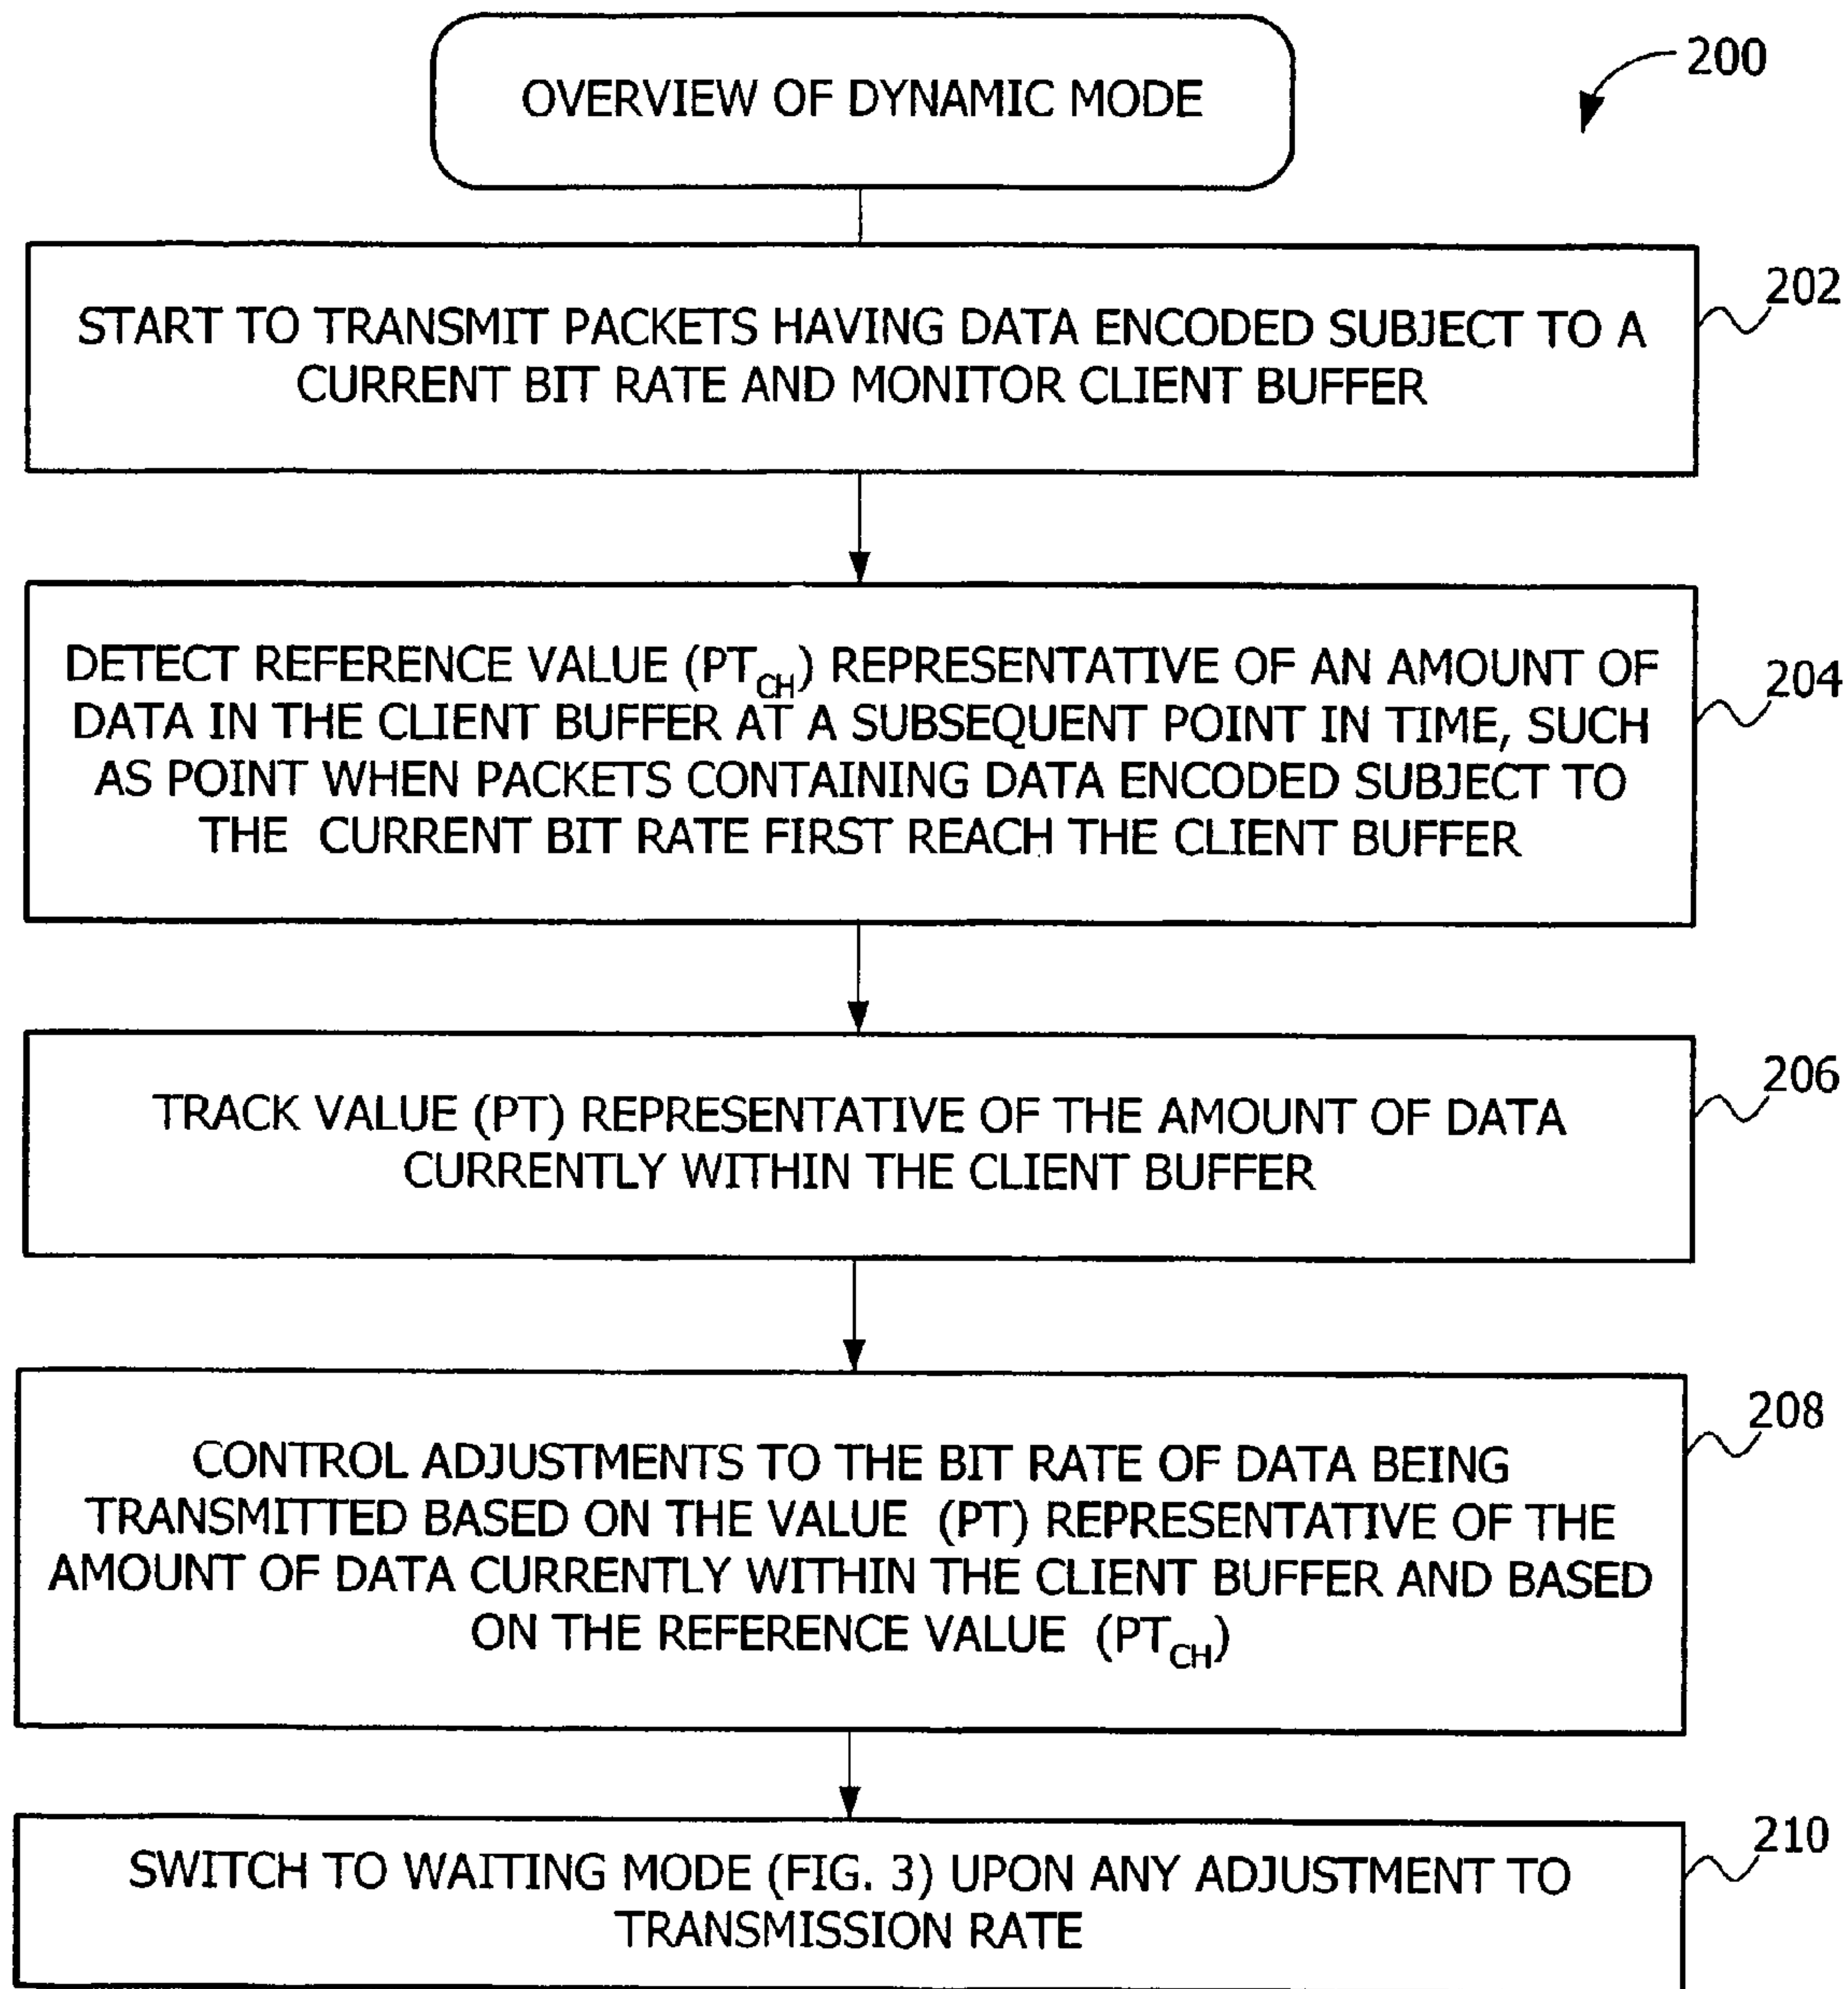 OVERVIEW OF DYNAMIC MODE
200
START TO TRANSMIT PACKETS HAVING DATA ENCODED SUBJECT TO A
CURRENT BIT RATE AND MONITOR CLIENT BUFFER
202
DETECT REFERENCE VALUE (PTCH) REPRESENTATIVE OF AN AMOUNT OF
DATA IN THE CLIENT BUFFER AT A SUBSEQUENT POINT IN TIME, SUCH
AS POINT WHEN PACKETS CONTAINING DATA ENCODED SUBJECT TO
THE CURRENT BIT RATE FIRST REACH THE CLIENT BUFFER
204
TRACK VALUE (PT) REPRESENTATIVE OF THE AMOUNT OF DATA
CURRENTLY WITHIN THE CLIENT BUFFER
206
CONTROL ADJUSTMENTS TO THE BIT RATE OF DATA BEING
TRANSMITTED BASED ON THE VALUE (PT) REPRESENTATIVE OF THE
AMOUNT OF DATA CURRENTLY WITHIN THE CLIENT BUFFER AND BASED
ON THE REFERENCE VALUE (PTCH)
208
SWITCH TO WAITING MODE (FIG. 3) UPON ANY ADJUSTMENT TO
TRANSMISSION RATE
210